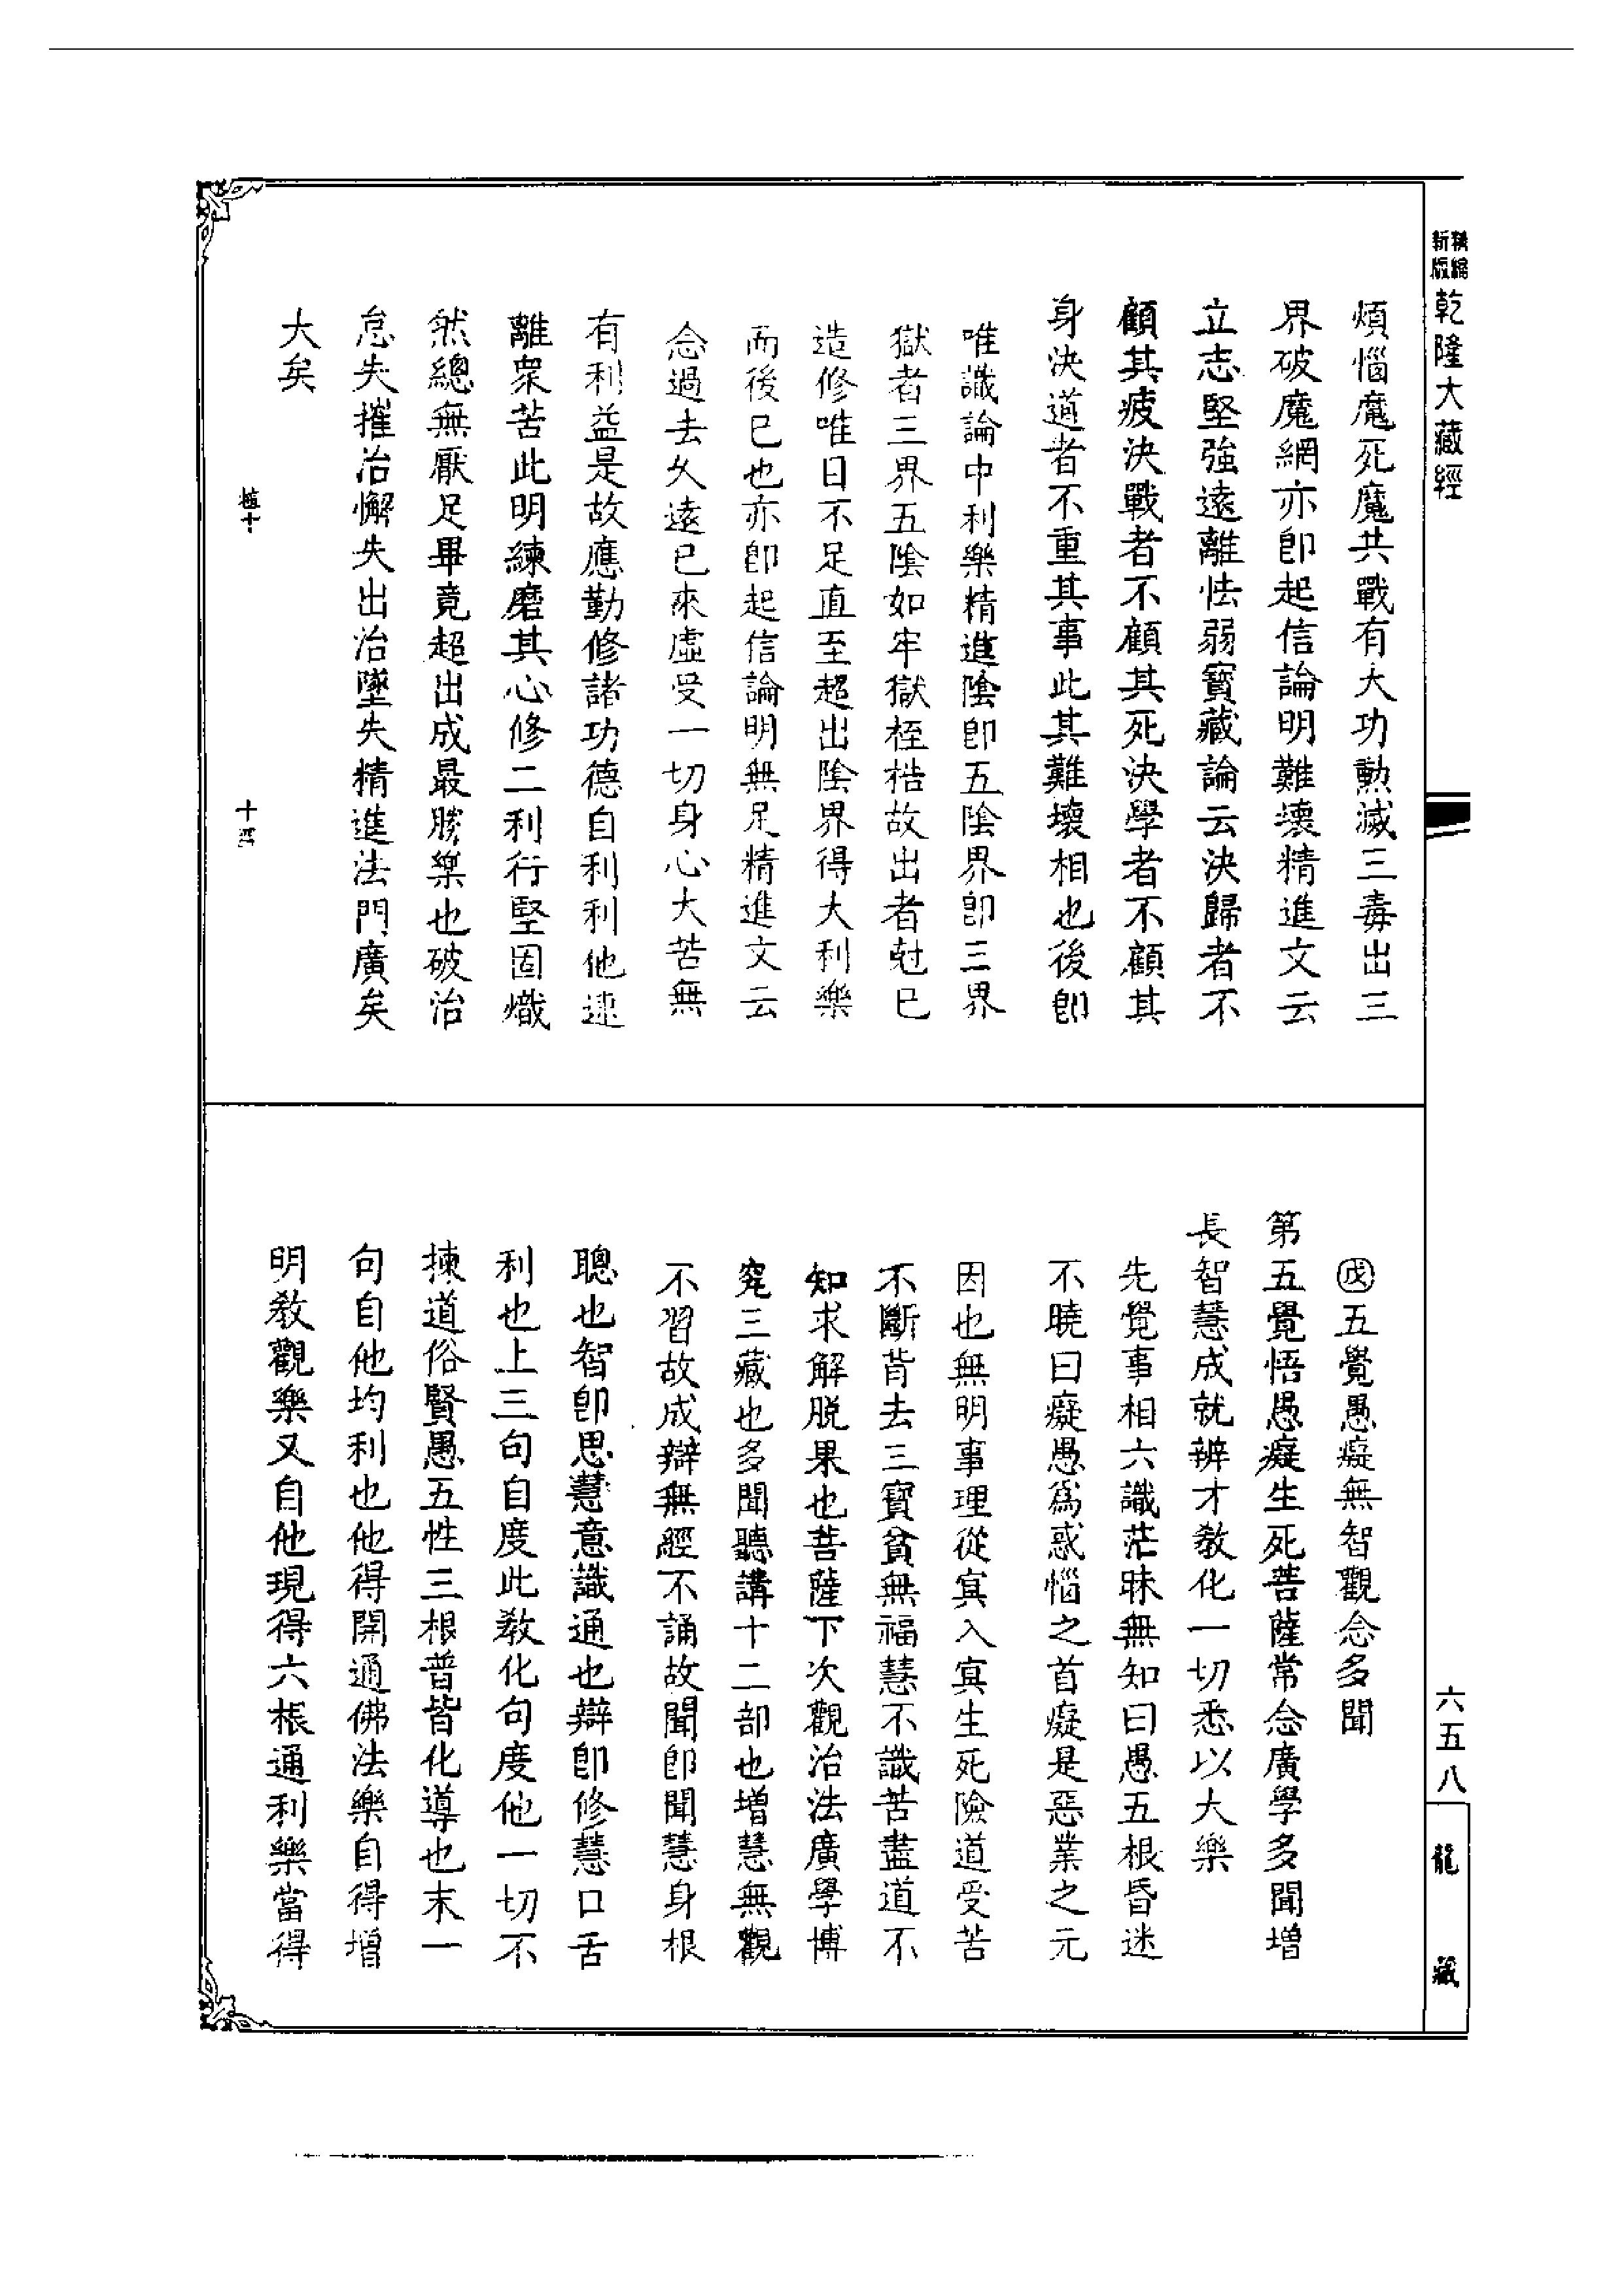 新版
精縮
乾隆大藏經
煩惱魔死魔共戰有大功勲滅三毒出三
界破魔網亦卽起信論明難壞精進文云
立志堅強遠離怯弱寳藏論云決歸者不
顧其疲決戰者不顧其死決學者不顧其
身決道者不重其事此其難壞相也後卽
唯識論中利樂精進陰卽五陰界卽三界
獄者三界五陰如牢獄桎梏故出者尅已
造修唯日不足直至超出陰界得大利樂
而後已也亦卽起信論明無足精進文云
念過去久遠已來虛受一切身心大苦無
有利益是故應勤修諸功德自利利他速
離衆苦此明練磨其心修二利行堅固熾
然總無厭足畢竟超出成最勝樂也破治
怠失摧治懈失出治墜失精進法門廣矣
大矣
六五八
龍藏
㊅五覺愚癡無智觀念多聞
第五覺悟愚癡生死菩薩常念廣學多聞增
長智慧成就辨才教化一切悉以大樂
先覺事相六識茫昧無知曰愚五根昏迷
不曉曰癡愚爲惑惱之首癡是惡業之元
因也無明事理從冥入冥生死險道受苦
不斷背去三寳貧無福慧不識苦盡道不
知求解脱果也菩薩下次觀治法廣學博
究三藏也多聞聽講十二部也增慧無觀
不習故成辯無經不誦故聞卽聞慧身根
聰也智卽思慧意識通也辯卽修慧口舌
利也上三句自度此教化句度他一切不
揀道俗賢愚五性三根普皆化導也末一
句自他均利也他得開通佛法樂自得增
明教觀樂又自他現得六根通利樂當得